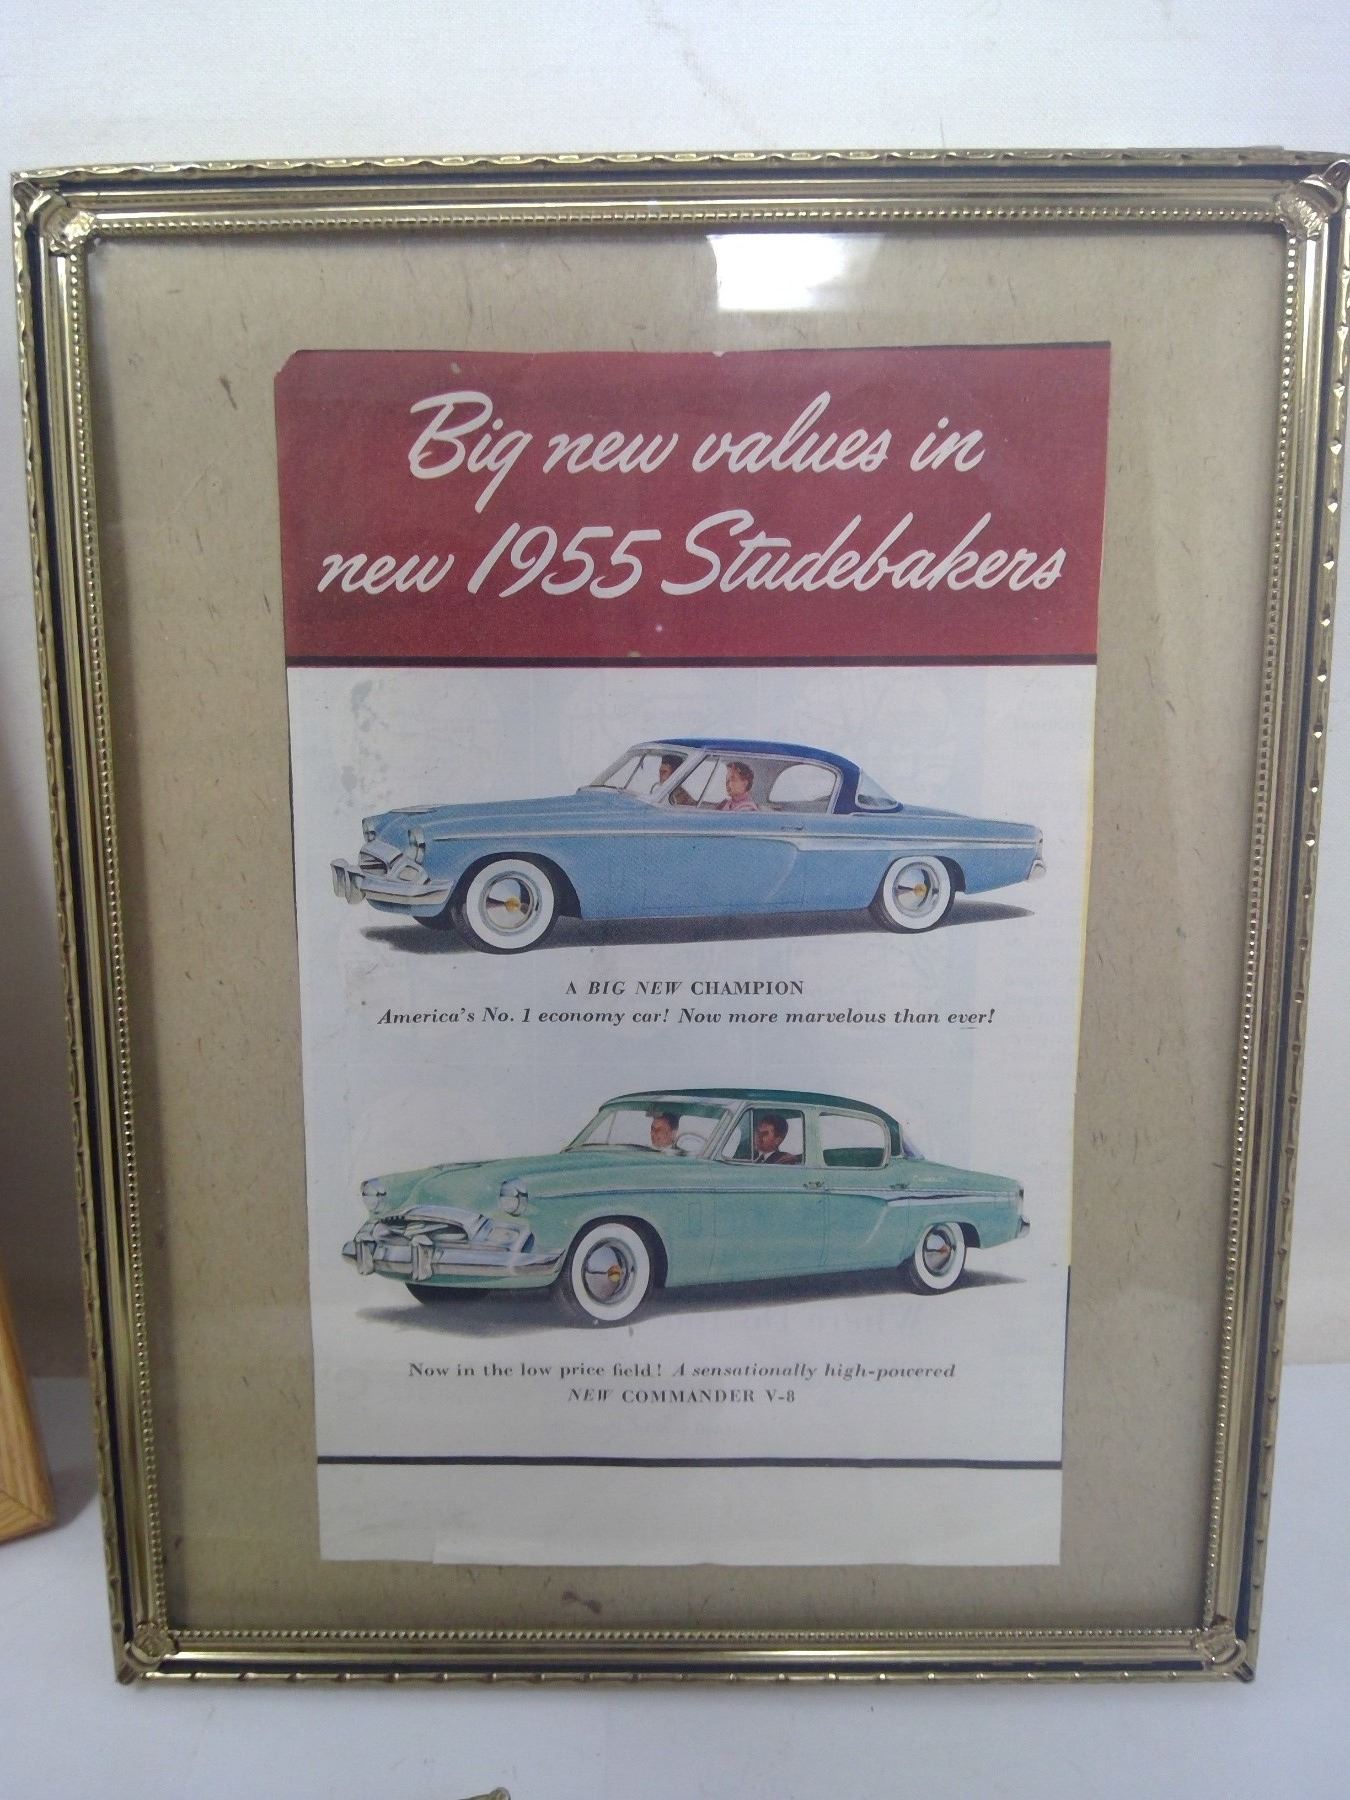 Big new values in
new 1955 Studebakers
A BIG NEW CHAMPION
America's No. 1 economy car! Now more marvelous than ever!
Now in the low price field! A sensationally high-powered
NEW COMMANDER V-8